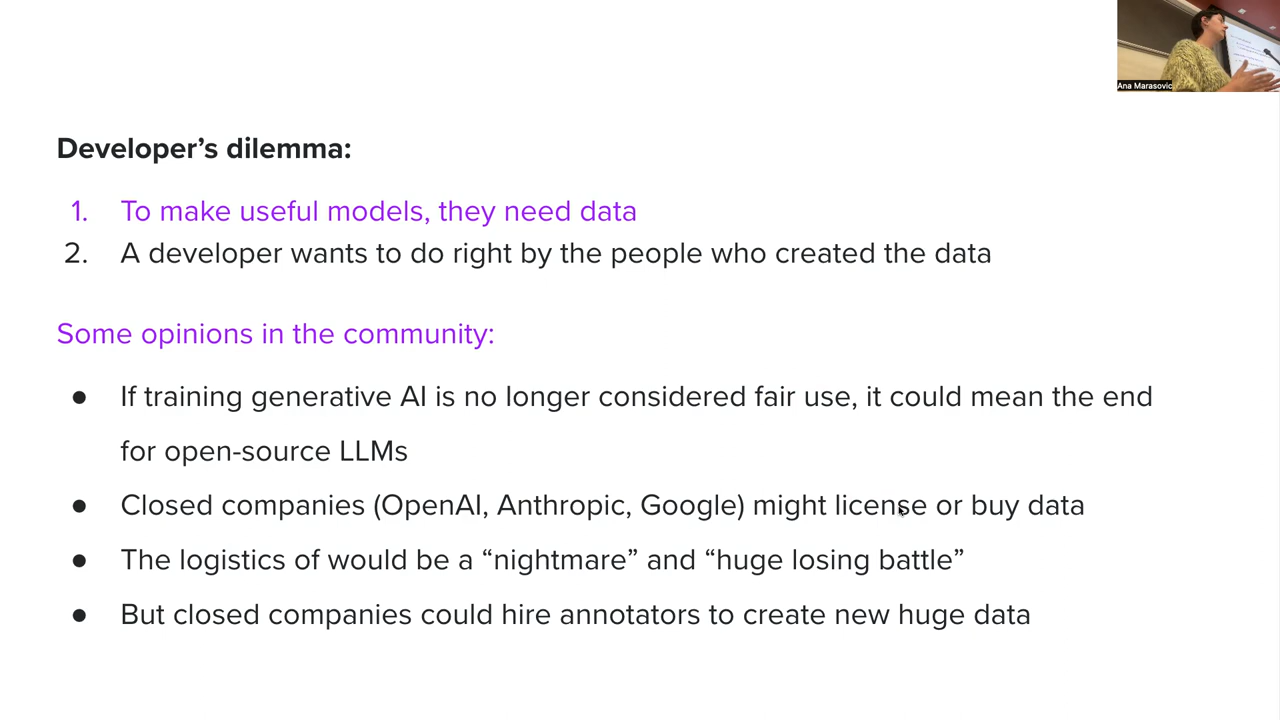 Ana Marasovic
Developer’s dilemma:
1. To make useful models, they need data
2. A developer wants to do right by the people who created the data
Some opinions in the community:
● If training generative AI is no longer considered fair use, it could mean the end
for open-source LLMs
● Closed companies (OpenAI, Anthropic, Google) might license or buy data
● The logistics of would be a “nightmare” and “huge losing battle”
● But closed companies could hire annotators to create new huge data